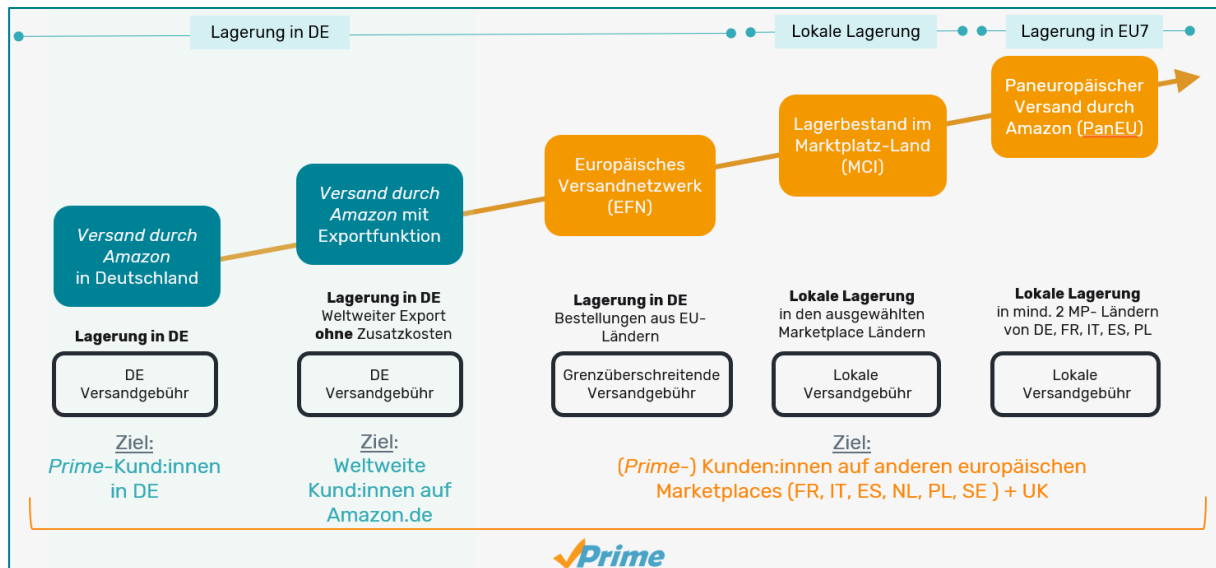 Lagerung in DE
Lokale Lagerung
Lagerung in EU7
Versand durch
Amazon
in Deutschland
Versand durch
Amazon mit
Exportfunktion
Europäisches
Versandnetzwerk
(EFN)
Lagerbestand im
Marktplatz-Land
(MCI)
Paneuropäischer
Versand durch
Amazon (PanEU)
Lagerung in DE
Lagerung in DE
Weltweiter Export
ohne Zusatzkosten
Lagerung in DE
Bestellungen aus EU-
Ländern
Lokale Lagerung
in den ausgewählten
Marketplace Ländern
Lokale Lagerung
in mind. 2 MP- Ländern
von DE, FR, IT, ES, PL
DE
Versandgebühr
DE
Versandgebühr
Grenzüberschreitende
Versandgebühr
Lokale
Versandgebühr
Lokale
Versandgebühr
Ziel:
Prime-Kund:innen
in DE
Ziel:
Weltweite
Kund:innen auf
Amazon.de
Ziel:
(Prime-) Kunden:innen auf anderen europäischen
Marketplaces (FR, IT, ES, NL, PL, SE ) + UK
Prime